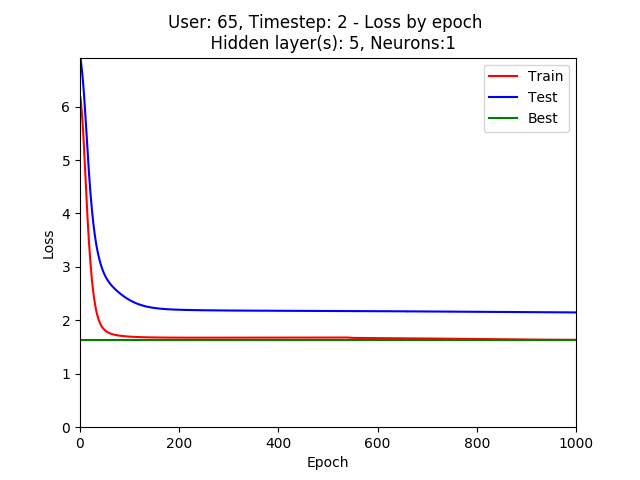 User: 65, Timestep: 2 - Loss by epoch
Hidden layer(s): 5, Neurons:1
Train
Test
Best
6
5
4
3
2
1
0
Loss
0 200 400 600 800 1000
Epoch